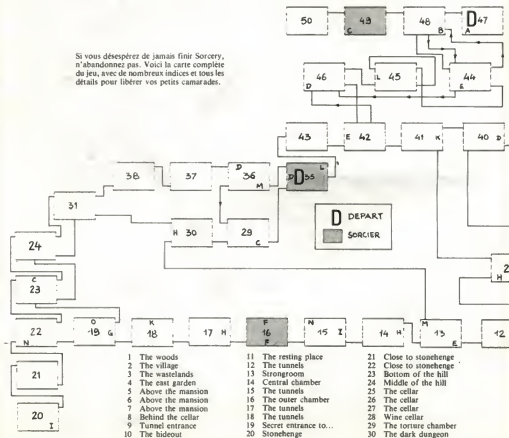 50
49
48
D 47
C
B
A
Si vous désespérez de jamais finir Sorcery,
n'abandonnez pas. Voici la carte complète
du jeu, avec de nombreux indices et tous les
détails pour libérer vos petits camarades.
46
L 45
44
D
E
43
E 42
41 K
40 D
38
37
D
36
M
L
D D 35
31
D DEPART
SORCIER
H 30
29
C
24
C
23
2
H
22
N
O
19 G
K
18
17 H
F
16
F
N
15 I
14 H
M
13
E
12
21
20
I
1 The woods
2 The village
3 The wastelands
4 The east garden
5 Above the mansion
6 Above the mansion
7 Above the mansion
8 Behind the cellar
9 Tunnel entrance
10 The hideout
11 The resting place
12 The tunnels
13 Strongroom
14 Central chamber
15 The tunnels
16 The outer chamber
17 The tunnels
18 The tunnels
19 Secret entrance to...
20 Stonehenge
21 Close to stonehenge
22 Close to stonehenge
23 Bottom of the hill
24 Middle of the hill
25 The cellar
26 The cellar
27 The cellar
28 Wine cellar
29 The torture chamber
30 The dark dungeon